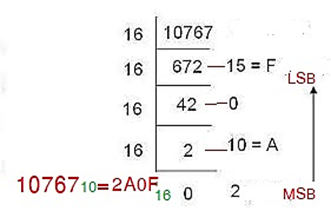 16 10767
16 672 15 = F
LSB
16 42 0
16 2 10 = A
10767₁₀=2A0F₁₆ 0 2 MSB